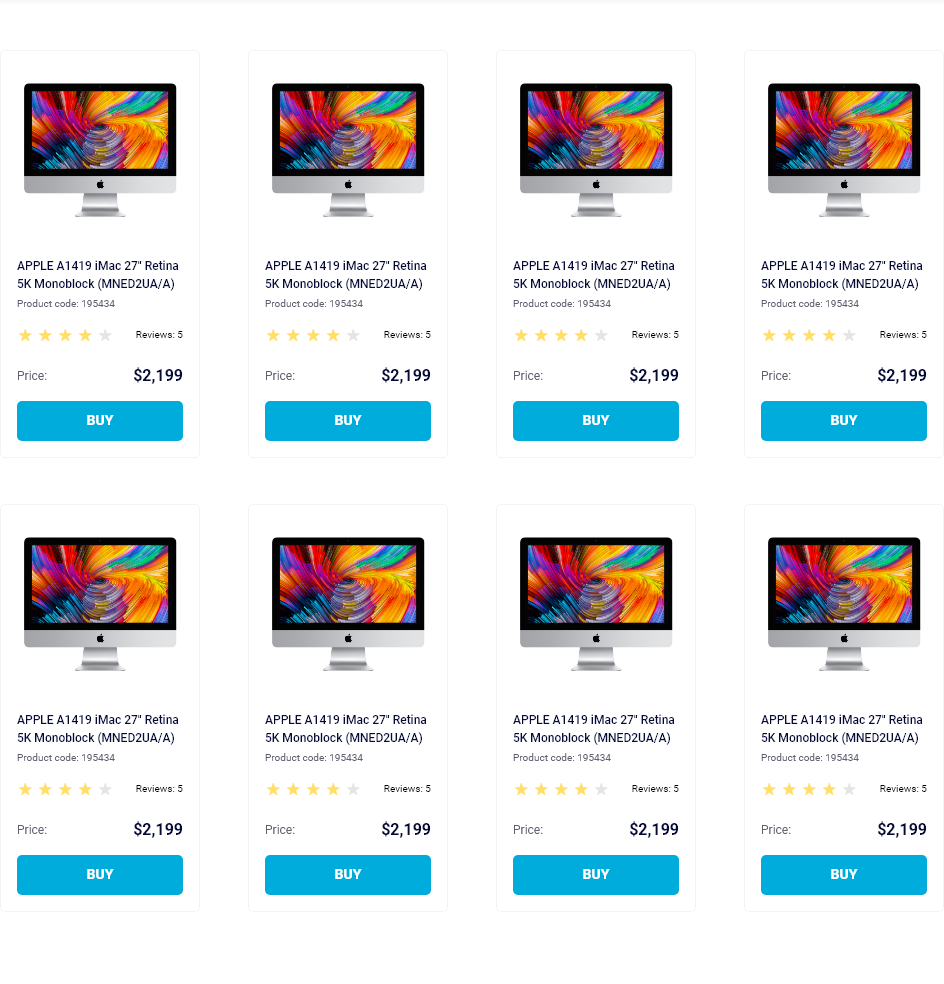 APPLE A1419 iMac 27" Retina
5K Monoblock (MNED2UA/A)
Product code: 195434
Reviews: 5
Price: $2,199
BUY
APPLE A1419 iMac 27" Retina
5K Monoblock (MNED2UA/A)
Product code: 195434
Reviews: 5
Price: $2,199
BUY
APPLE A1419 iMac 27" Retina
5K Monoblock (MNED2UA/A)
Product code: 195434
Reviews: 5
Price: $2,199
BUY
APPLE A1419 iMac 27" Retina
5K Monoblock (MNED2UA/A)
Product code: 195434
Reviews: 5
Price: $2,199
BUY
APPLE A1419 iMac 27" Retina
5K Monoblock (MNED2UA/A)
Product code: 195434
Reviews: 5
Price: $2,199
BUY
APPLE A1419 iMac 27" Retina
5K Monoblock (MNED2UA/A)
Product code: 195434
Reviews: 5
Price: $2,199
BUY
APPLE A1419 iMac 27" Retina
5K Monoblock (MNED2UA/A)
Product code: 195434
Reviews: 5
Price: $2,199
BUY
APPLE A1419 iMac 27" Retina
5K Monoblock (MNED2UA/A)
Product code: 195434
Reviews: 5
Price: $2,199
BUY